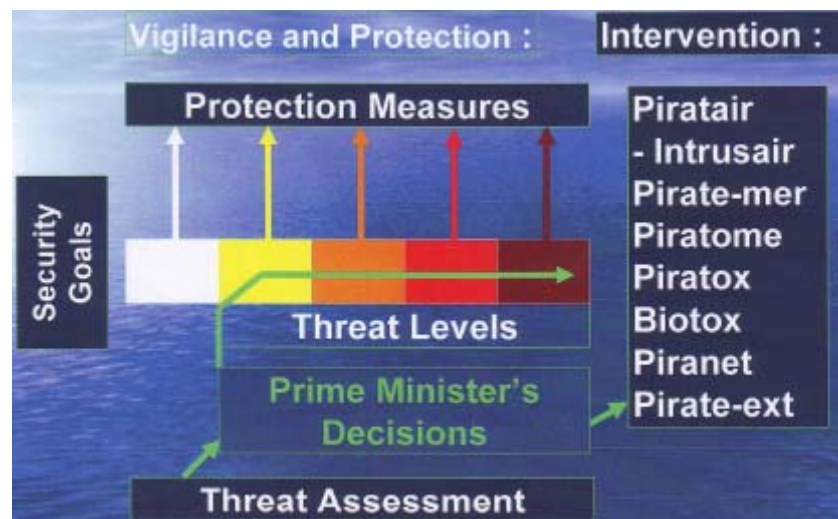 Vigilance and Protection :
Intervention :
Protection Measures
Piratair
- Intrusair
Pirate-mer
Piratome
Piratox
Biotox
Piranet
Pirate-ext
Security
Goals
Threat Levels
Prime Minister's
Decisions
Threat Assessment